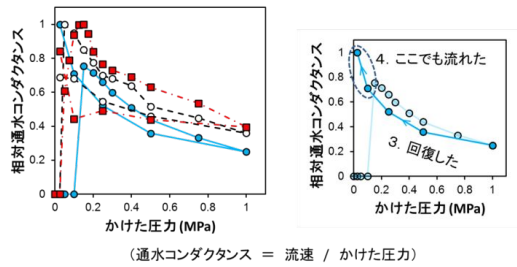 相対通水コンダクタンス
1
0.8
0.6
0.4
0.2
0
0 0.2 0.4 0.6 0.8 1
かけた圧力(MPa)
相対通水コンダクタンス
1
0.8
0.6
0.4
0.2
0
0 0.2 0.4 0.6 0.8 1
かけた圧力(MPa)
4. ここでも流れた
3. 回復した
(通水コンダクタンス = 流速 / かけた圧力)